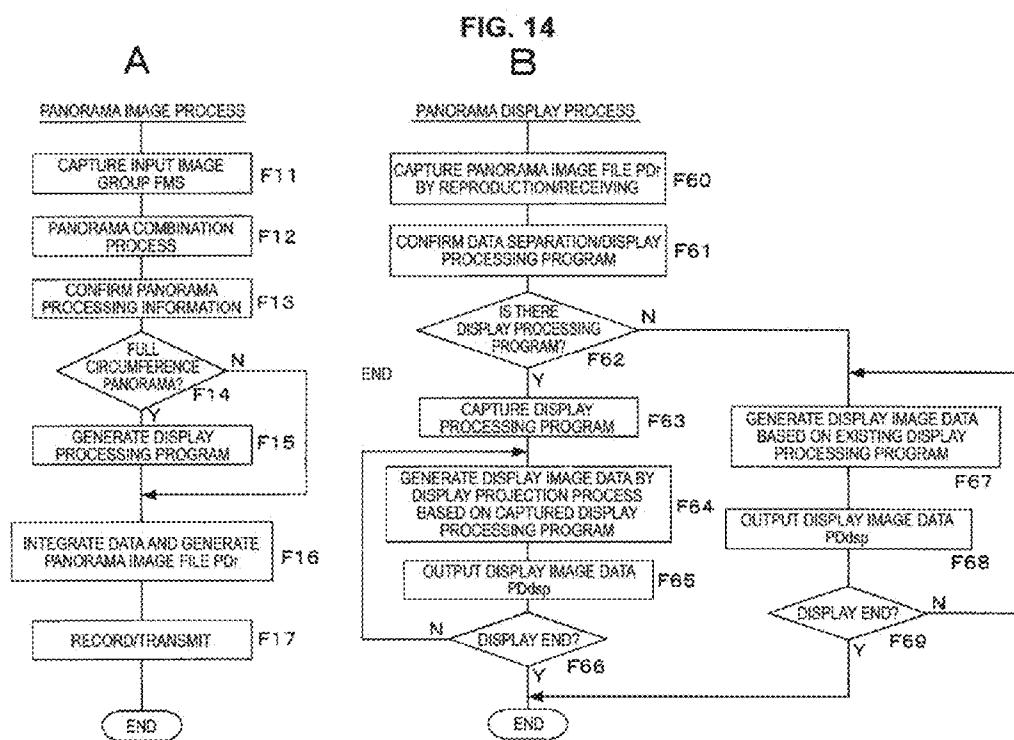 FIG. 14
A
PANORAMA IMAGE PROCESS
CAPTURE INPUT IMAGE
GROUP FMS
F11
PANORAMA COMBINATION
PROCESS
F12
CONFIRM PANORAMA
PROCESSING INFORMATION
F13
FULL
CIRCUMFERENCE
PANORAMA?
F14
N
Y
GENERATE DISPLAY
PROCESSING PROGRAM
F15
INTEGRATE DATA AND GENERATE
PANORAMA IMAGE FILE PDr
F16
RECORD/TRANSMIT
F17
END
B
PANORAMA DISPLAY PROCESS
CAPTURE PANORAMA IMAGE FILE PDr
BY REPRODUCTION/RECEIVING
F60
CONFIRM DATA SEPARATION/DISPLAY
PROCESSING PROGRAM
F61
IS THERE
DISPLAY PROCESSING
PROGRAM?
F62
N
Y
END
CAPTURE DISPLAY
PROCESSING PROGRAM
F63
GENERATE DISPLAY IMAGE DATA BY
DISPLAY PROJECTION PROCESS
BASED ON CAPTURED DISPLAY
PROCESSING PROGRAM
F64
OUTPUT DISPLAY IMAGE DATA
PDdsp
F65
DISPLAY END?
F66
N
Y
GENERATE DISPLAY IMAGE DATA
BASED ON EXISTING DISPLAY
PROCESSING PROGRAM
F67
OUTPUT DISPLAY IMAGE DATA
PDdsp
F68
DISPLAY END?
F69
N
Y
END